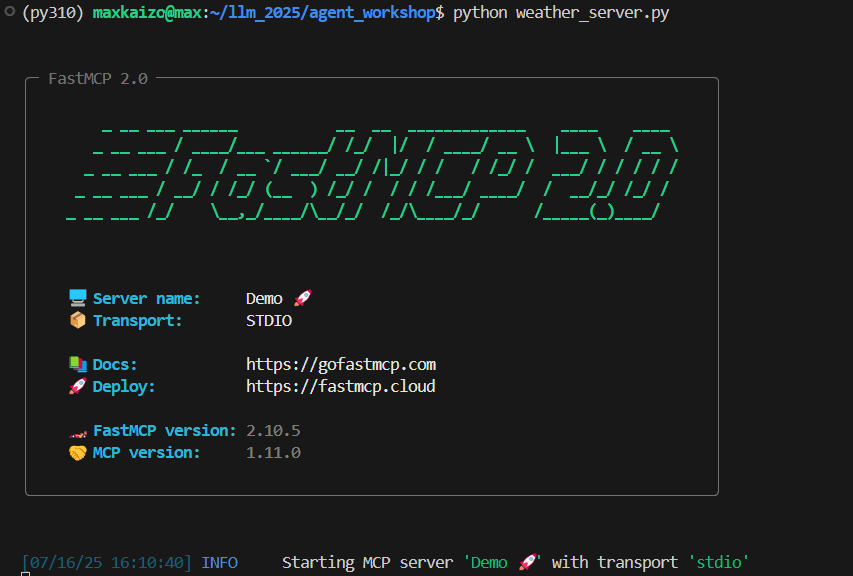 (py310) maxkaizo@max:~/llm_2025/agent_workshop$ python weather_server.py
FastMCP 2.0
FastMCP 2.0
🖥️ Server name: Demo 🚀
📦 Transport: STDIO
📚 Docs: https://gofastmcp.com
🚀 Deploy: https://fastmcp.cloud
🏎️ FastMCP version: 2.10.5
🤝 MCP version: 1.11.0
[07/16/25 16:10:40] INFO Starting MCP server 'Demo 🚀' with transport 'stdio'